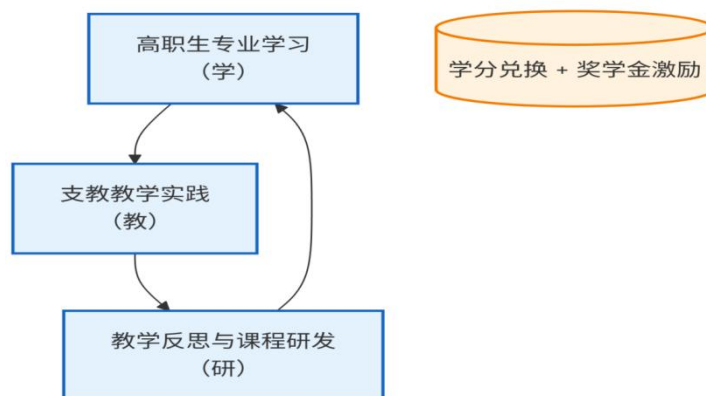 高职生专业学习
（学）
学分兑换 + 奖学金激励
支教教学实践
（教）
教学反思与课程研发
（研）